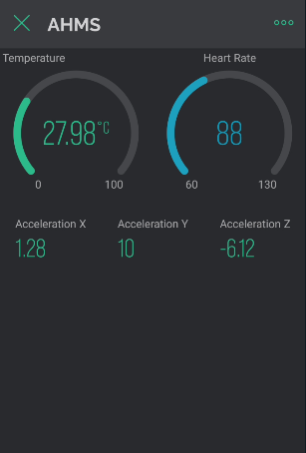 AHMS
Temperature Heart Rate
27.98°C 88
0 100 60 130
Acceleration X Acceleration Y Acceleration Z
1.28 10 -6.12